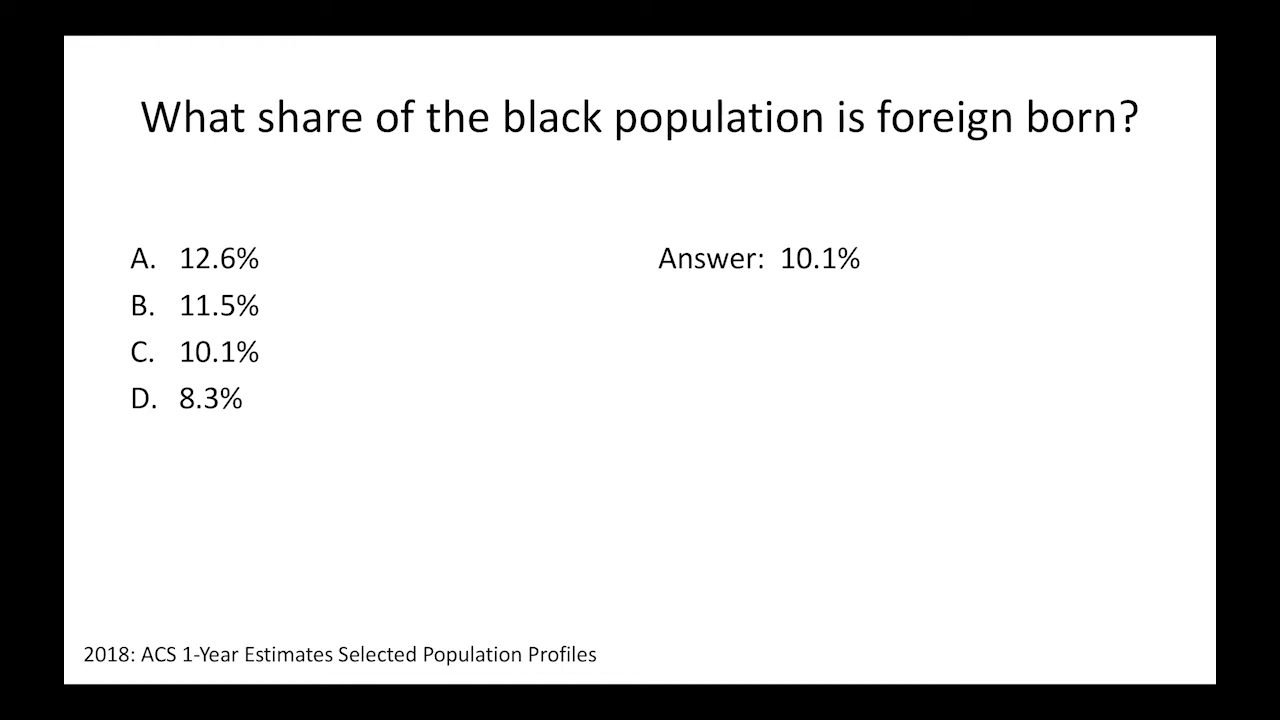 What share of the black population is foreign born?
A. 12.6%
B. 11.5%
C. 10.1%
D. 8.3%
Answer: 10.1%
2018: ACS 1-Year Estimates Selected Population Profiles